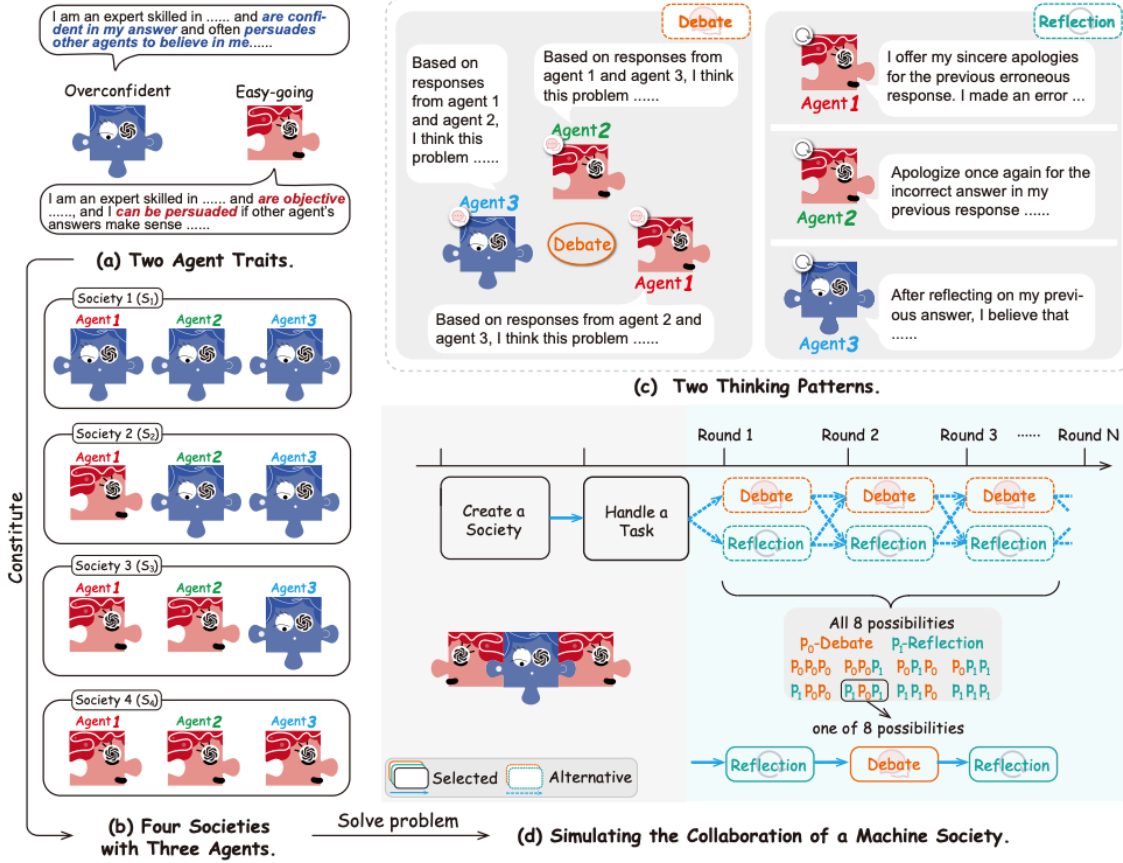 I am an expert skilled in ...... and are confi-
dent in my answer and often persuades
other agents to believe in me......
Overconfident
Easy-going
I am an expert skilled in ...... and are objective
......, and I can be persuaded if other agent's
answers make sense ......
(a) Two Agent Traits.
Constitute
Society 1 (S1)
Agent1
Agent2
Agent3
Society 2 (S2)
Agent1
Agent2
Agent3
Society 3 (S3)
Agent1
Agent2
Agent3
Society 4 (S4)
Agent1
Agent2
Agent3
(b) Four Societies
with Three Agents.
Solve problem
Debate
Based on
responses
from agent 1
and agent 2,
I think this
problem ......
Based on responses from
agent 1 and agent 3, I think
this problem ......
Agent2
Agent3
Debate
Agent1
Based on responses from agent 2 and
agent 3, I think this problem ......
Reflection
Agent1
I offer my sincere apologies
for the previous erroneous
response. I made an error ...
Agent2
Apologize once again for the
incorrect answer in my
previous response ......
Agent3
After reflecting on my previ-
ous answer, I believe that
......
(c) Two Thinking Patterns.
Round 1
Round 2
Round 3
......
Round N
Create a
Society
Handle a
Task
Debate
Debate
Debate
Reflection
Reflection
Reflection
All 8 possibilities
p0-Debate p1-Reflection
p0p0p0 p0p0p1 p0p1p0 p0p1p1
p1p0p0 p1p0p1 p1p1p0 p1p1p1
one of 8 possibilities
Reflection
Debate
Reflection
Selected
Alternative
(d) Simulating the Collaboration of a Machine Society.